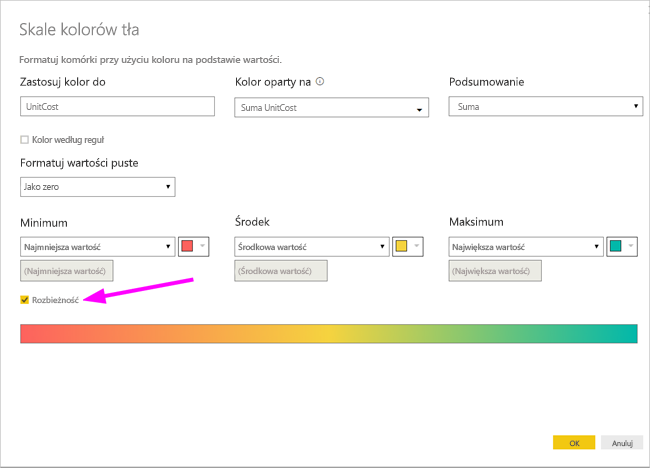 Skale kolorów tła
Formatuj komórki przy użyciu koloru na podstawie wartości.
Zastosuj kolor do
Kolor oparty na
Podsumowanie
UnitCost
Suma UnitCost
Suma
Kolor według reguł
Formatuj wartości puste
Jako zero
Minimum
Środek
Maksimum
Najmniejsza wartość
Środkowa wartość
Największa wartość
(Najmniejsza wartość)
(Środkowa wartość)
(Największa wartość)
Rozbieżność
OK
Anuluj